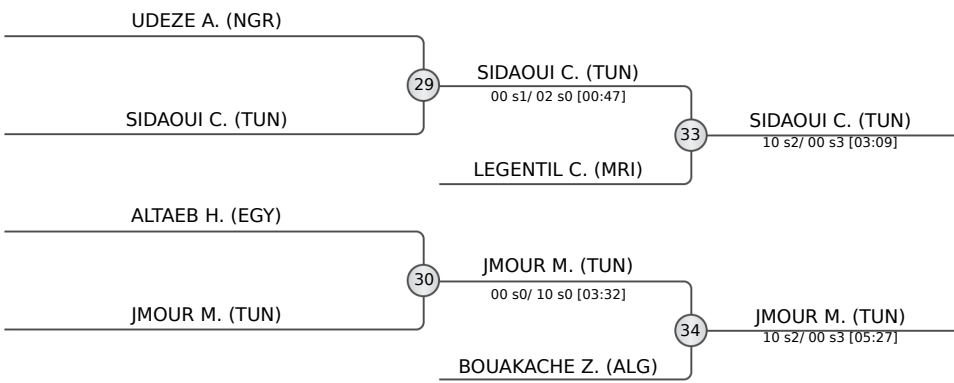 UDEZE A. (NGR)
29
SIDAOUI C. (TUN)
SIDAOUI C. (TUN)
00 s1/ 02 s0 [00:47]
33
SIDAOUI C. (TUN)
10 s2/ 00 s3 [03:09]
LEGENTIL C. (MRI)
ALTAEB H. (EGY)
30
JMOUR M. (TUN)
JMOUR M. (TUN)
00 s0/ 10 s0 [03:32]
34
JMOUR M. (TUN)
10 s2/ 00 s3 [05:27]
BOUAKACHE Z. (ALG)